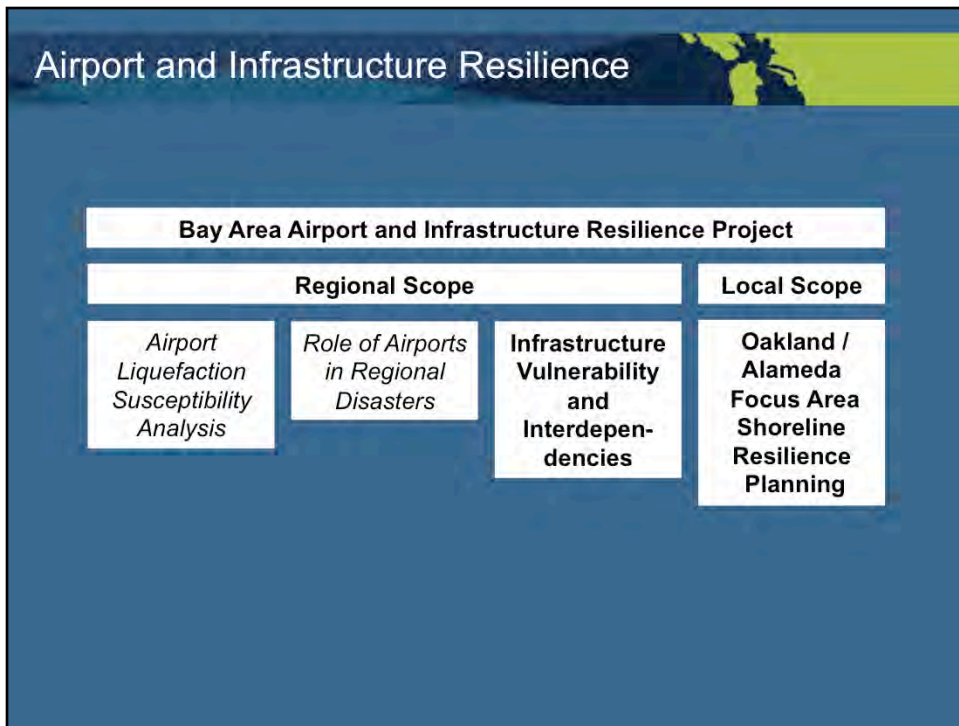 Airport and Infrastructure Resilience
Bay Area Airport and Infrastructure Resilience Project
Regional Scope
Local Scope
Airport
Liquefaction
Susceptibility
Analysis
Role of Airports
in Regional
Disasters
Infrastructure
Vulnerability
and
Interdepen-
dencies
Oakland /
Alameda
Focus Area
Shoreline
Resilience
Planning